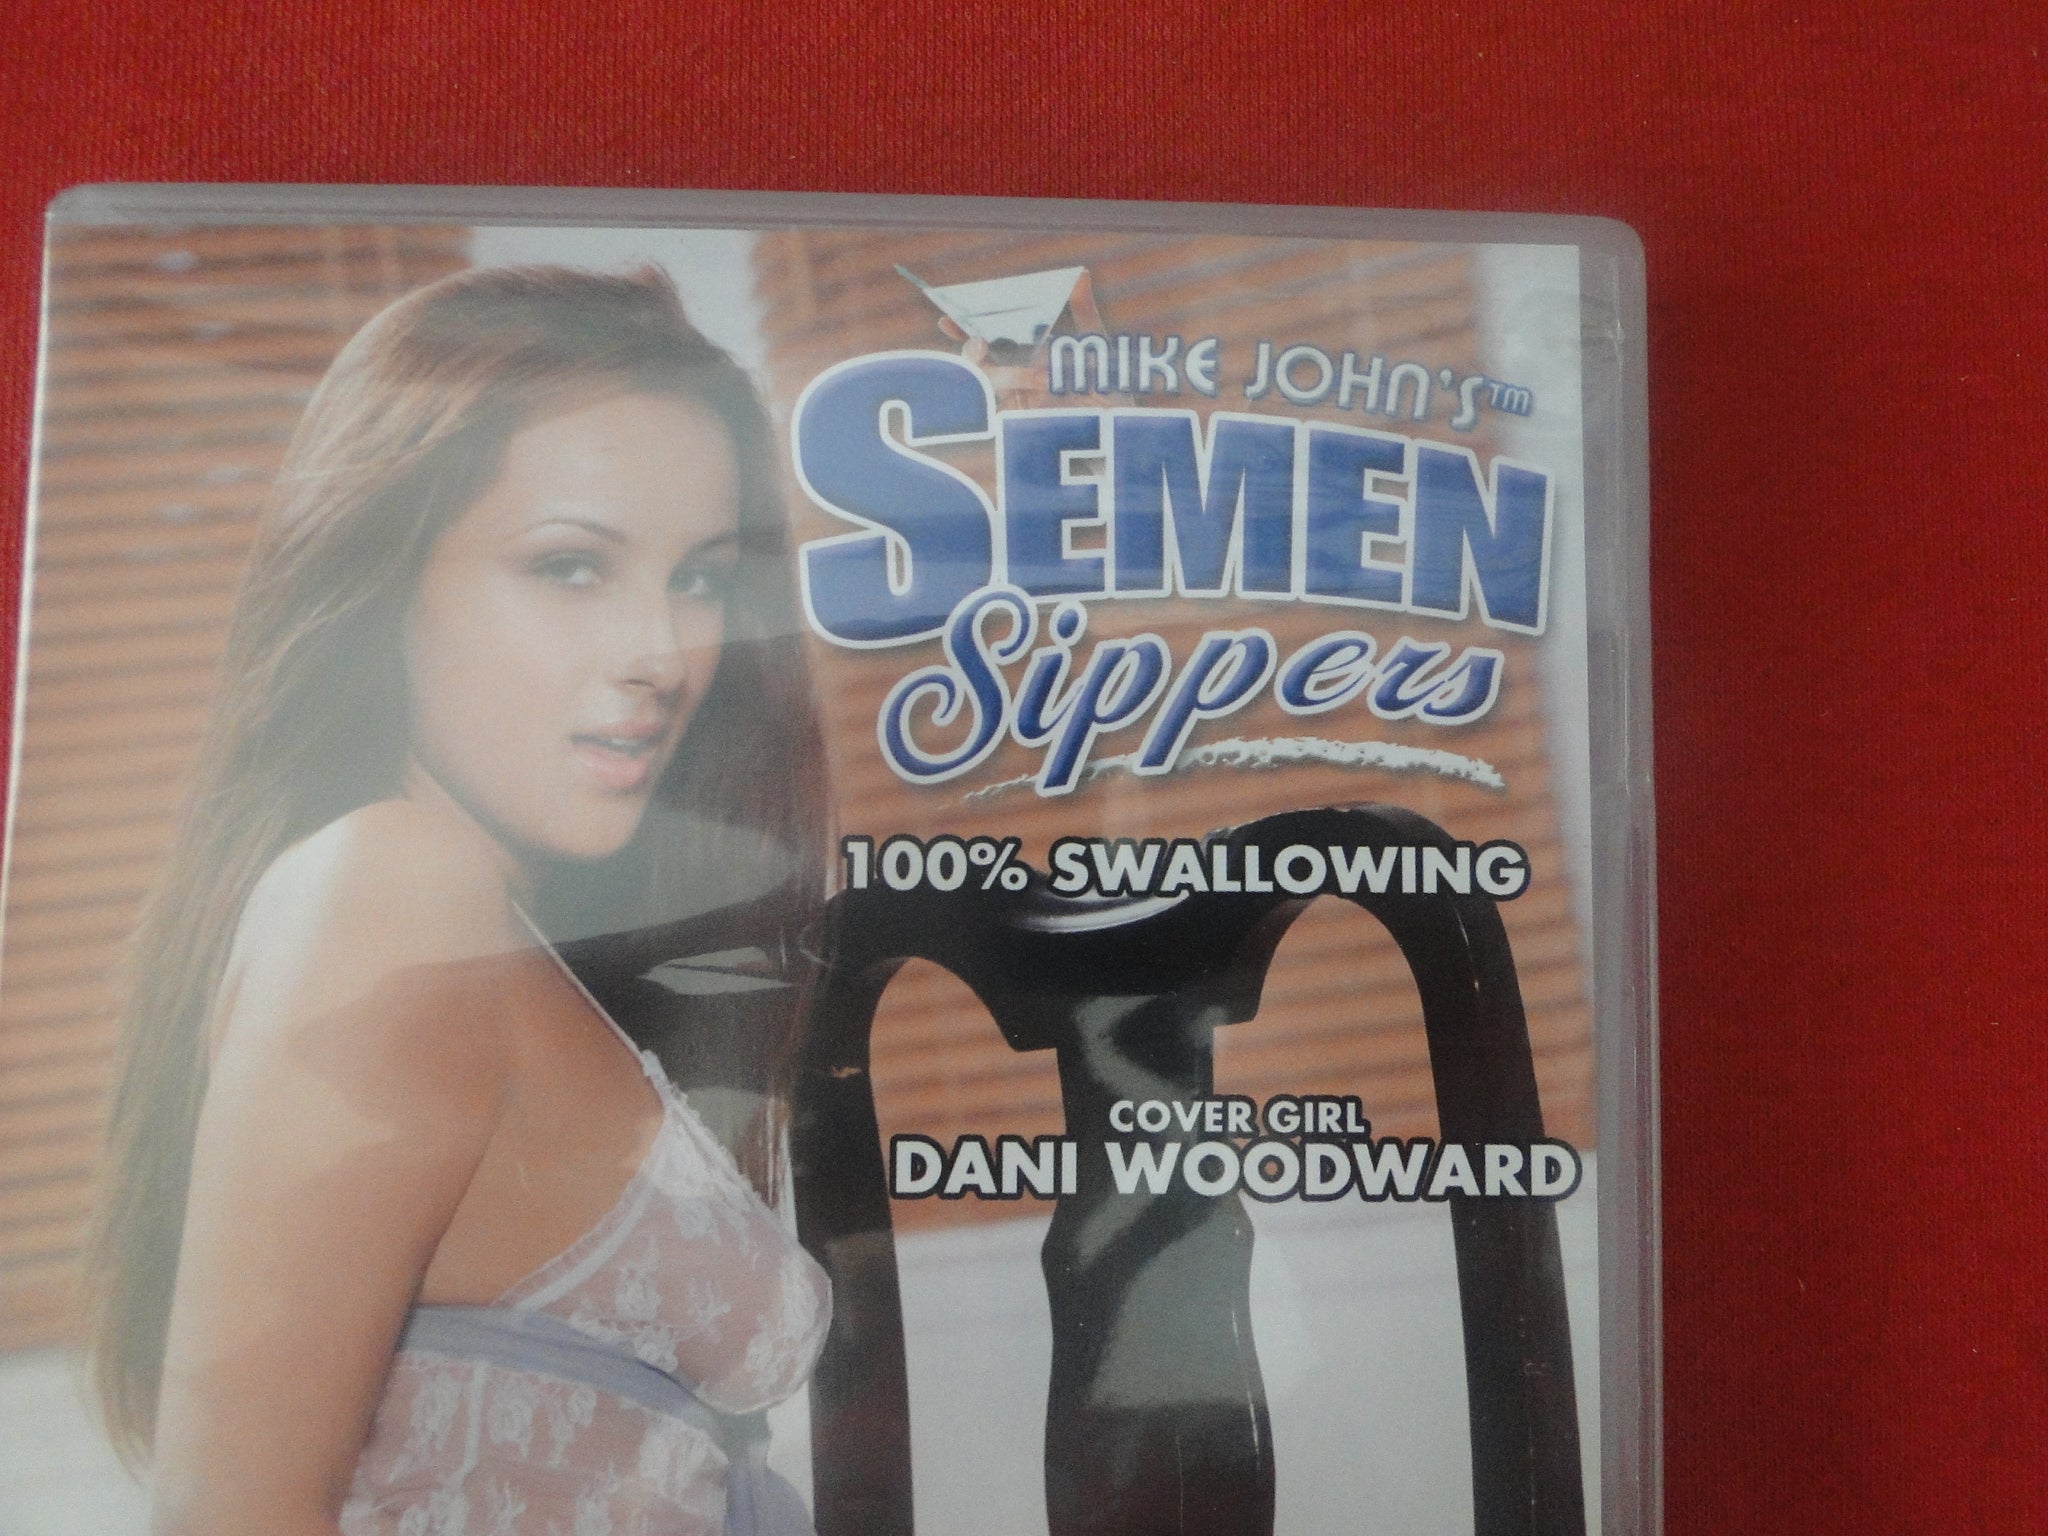 MIKE JOHN'S™
SEMEN
Sippers
100% SWALLOWING
COVER GIRL
DANI WOODWARD